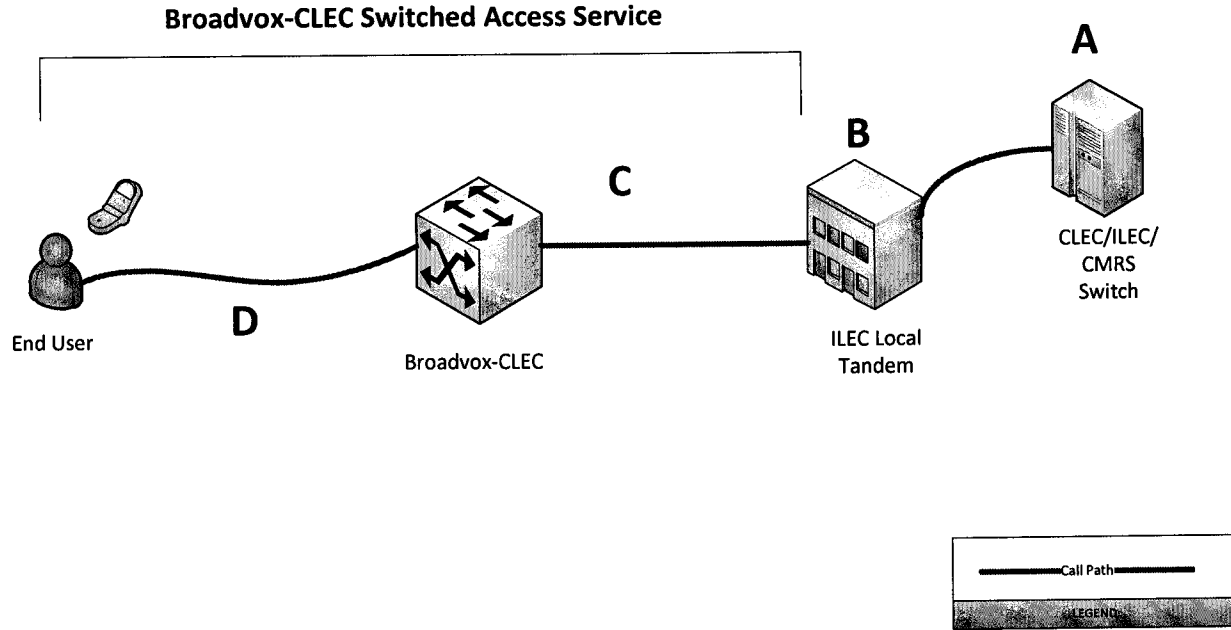 Broadvox-CLEC Switched Access Service
A
B
C
CLEC/ILEC/
CMRS
Switch
D
End User
Broadvox-CLEC
ILEC Local
Tandem
Call Path
LEGEND